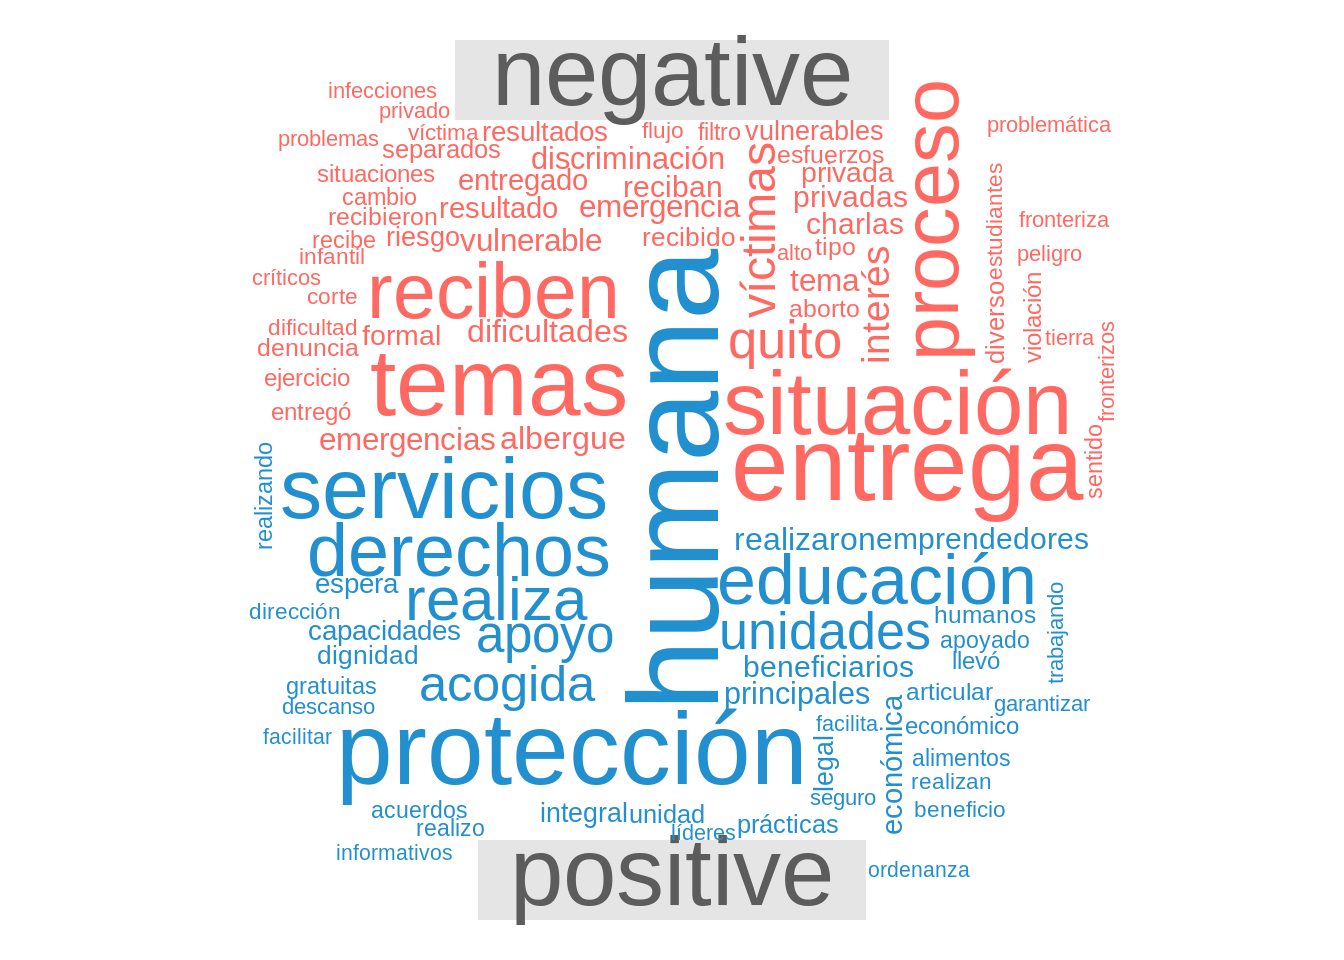 negative
infecciones
privado
problemas
víctima
resultados
flujo
filtro
vulnerables
problemática
separados
discriminación
esfuerzos
situaciones
entregado
reciban
privada
cambio
privadas
recibieron
resultado
emergencia
víctimas
charlas
proceso
diverso
estudiantes
fronteriza
recibe
riesgo
vulnerable
recibido
alto
tipo
interés
peligro
infantil
críticos
corte
reciben
humana
tema
aborto
violación
dificultad
formal
dificultades
quito
tierra
fronterizos
denuncia
ejercicio
temas
situación
entregó
emergencias
albergue
entrega
sentido
realizando
servicios
derechos
realizaron
emprendedores
espera
realiza
educación
dirección
capacidades
apoyo
unidades
humanos
trabajando
dignidad
apoyado
llevó
beneficiarios
gratuitas
acogida
principales
articular
descanso
garantizar
facilitar
protección
facilita.
legal
económica
económico
alimentos
realizan
seguro
acuerdos
integral
unidad
beneficio
realizo
líderes
prácticas
informativos
positive
ordenanza